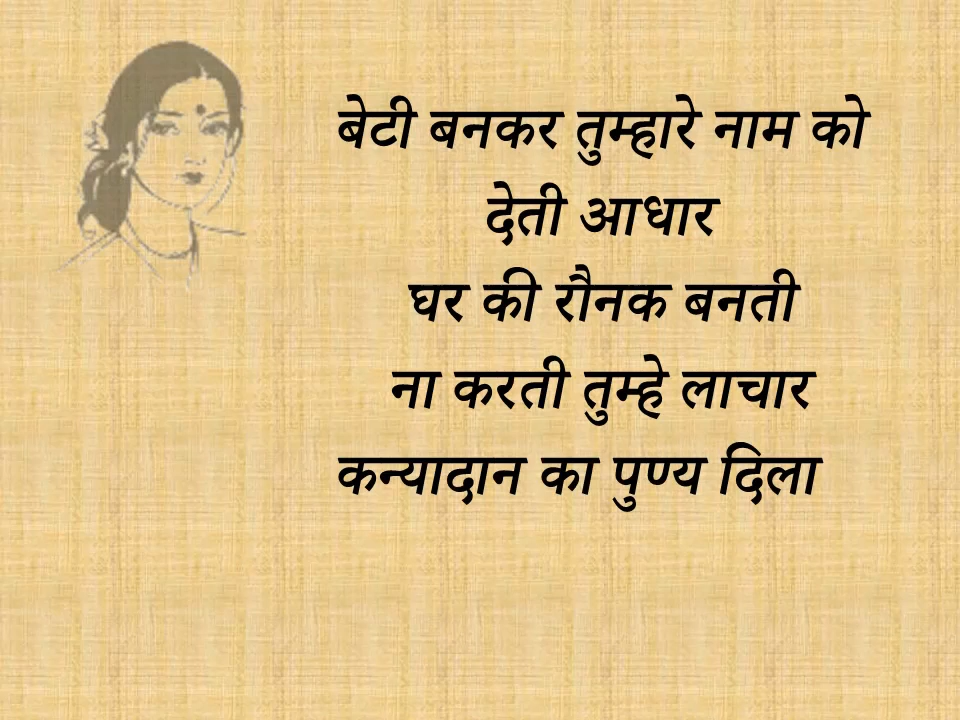 बेटी बनकर तुम्हारे नाम को
देती आधार
घर की रौनक बनती
ना करती तुम्हे लाचार
कन्यादान का पुण्य दिला